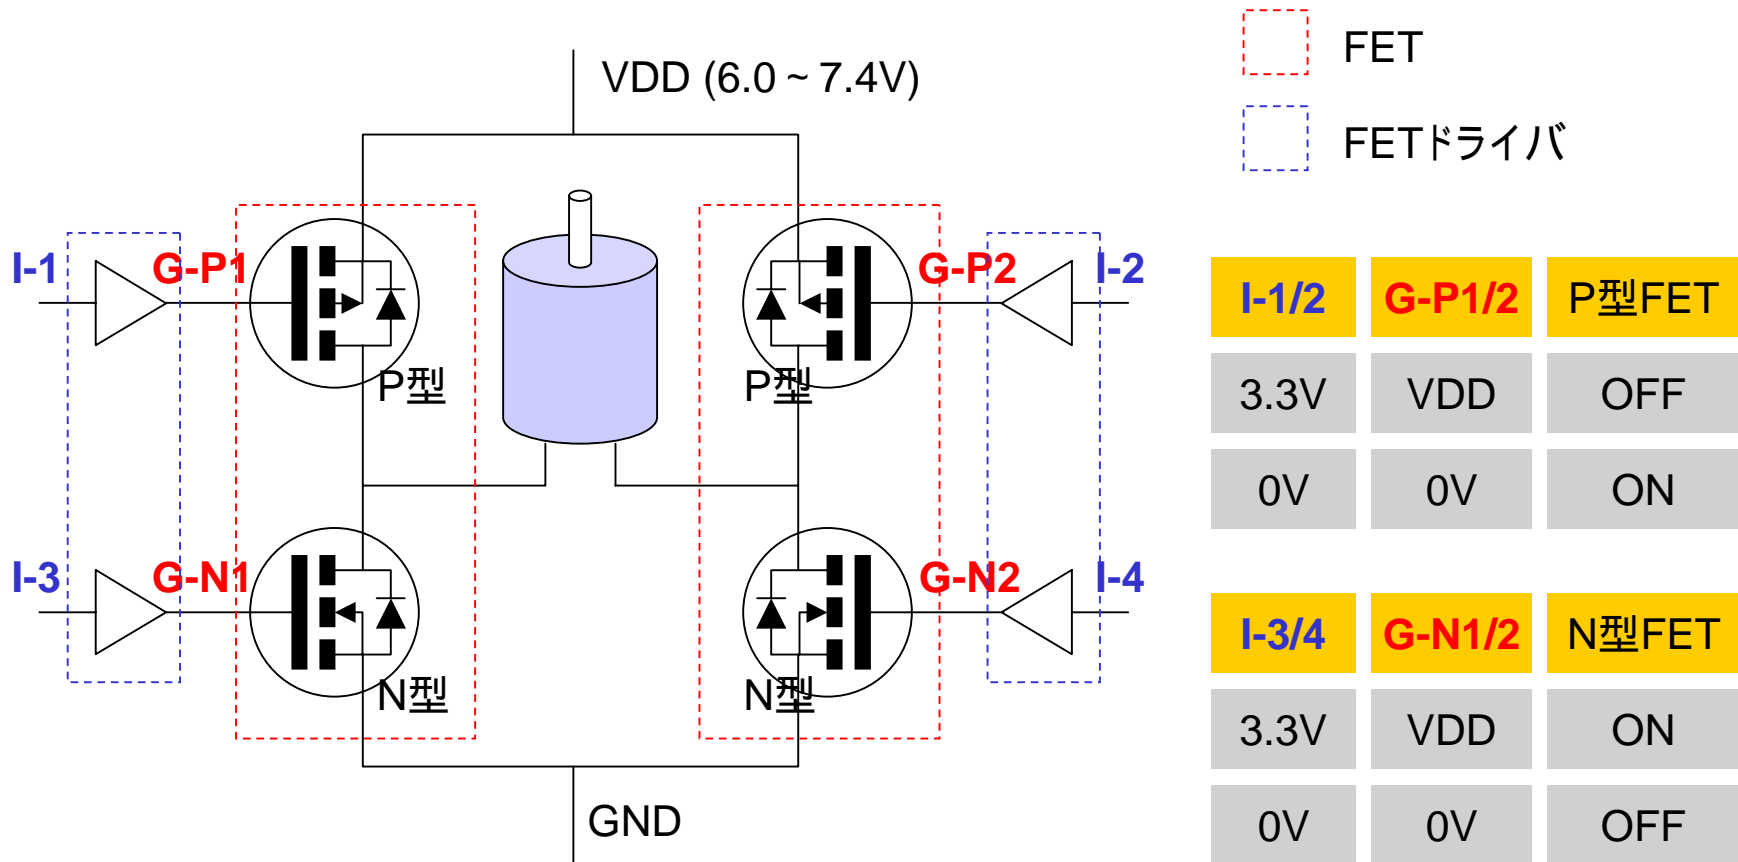 VDD (6.0 ~ 7.4V)
FET
FETドライバ
I-1
G-P1
G-P2
I-2
P型
P型
I-3
G-N1
G-N2
I-4
N型
N型
GND
I-1/2 G-P1/2 P型FET
3.3V VDD OFF
0V 0V ON
I-3/4 G-N1/2 N型FET
3.3V VDD ON
0V 0V OFF